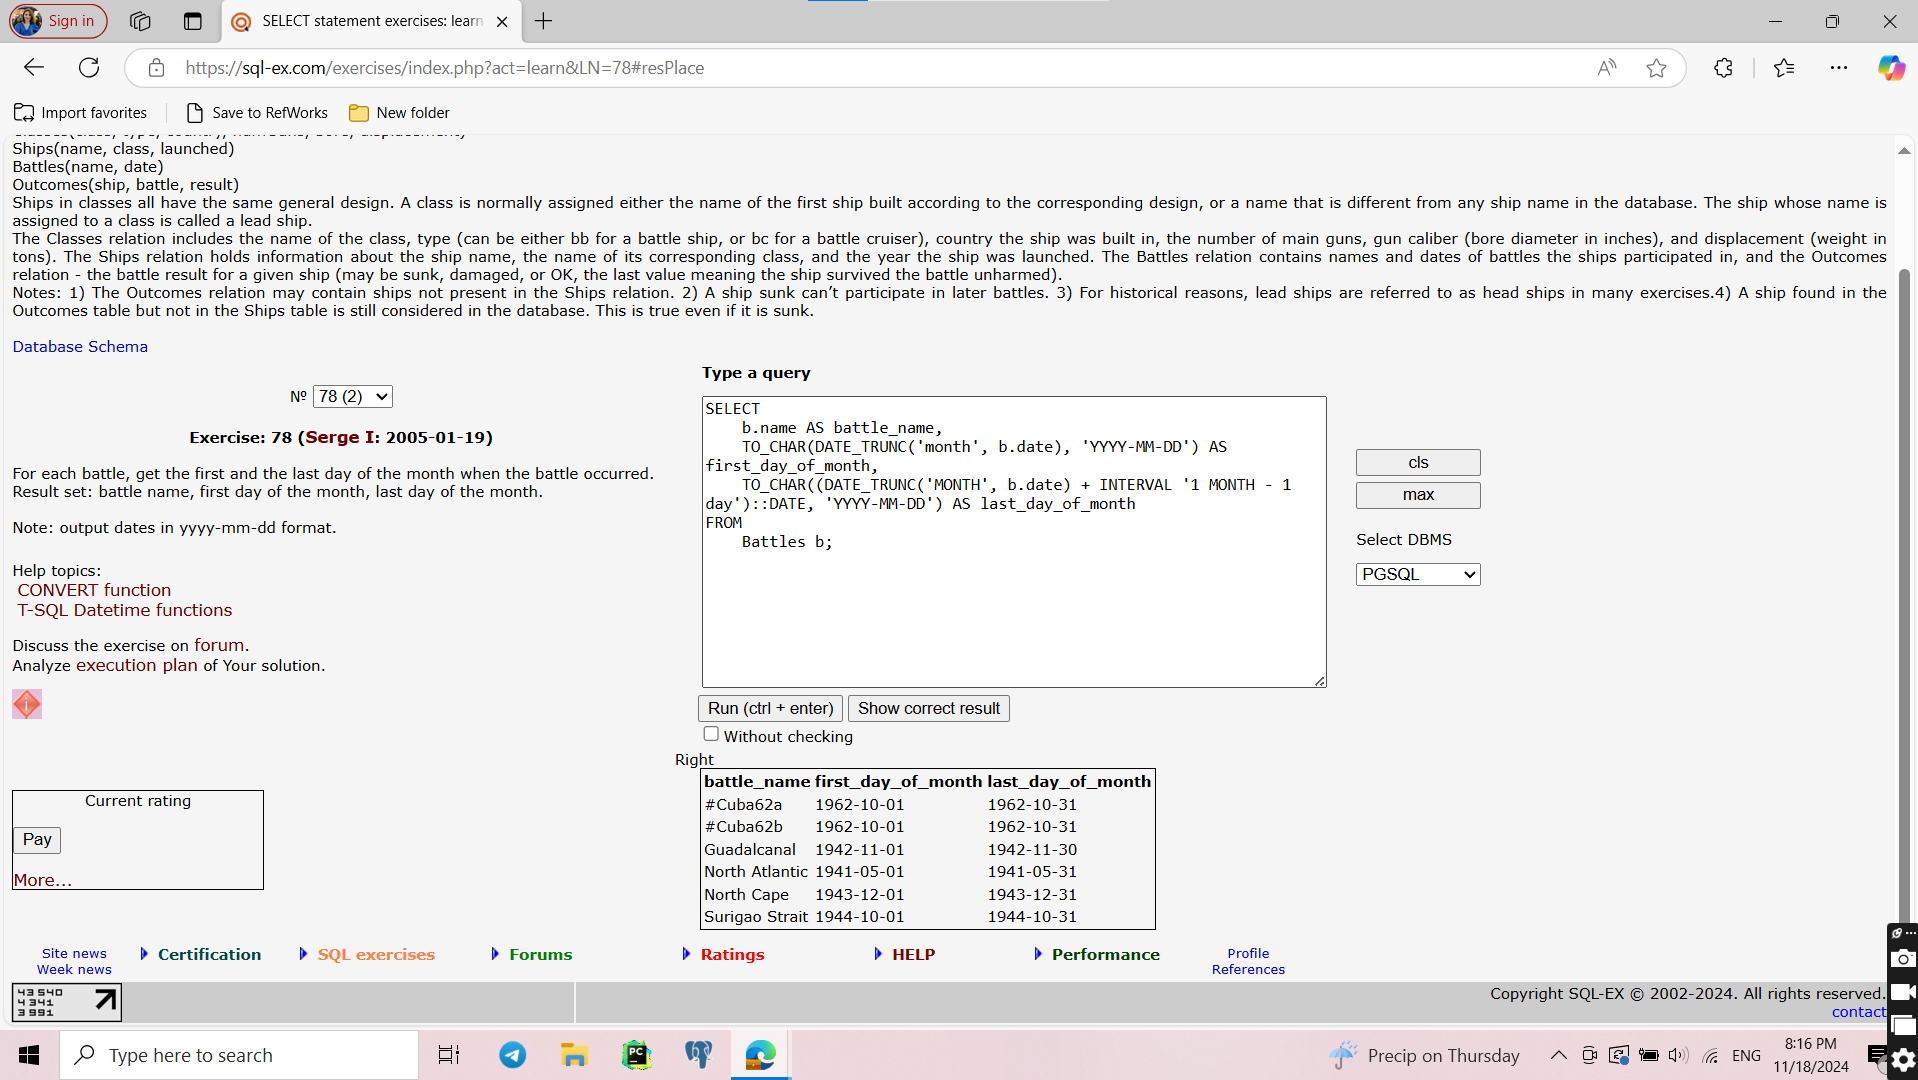 Sign in
SELECT statement exercises: learn
https://sql-ex.com/exercises/index.php?act=learn&LN=78#resPlace
Import favorites
Save to RefWorks
New folder
Ships(name, class, launched)
Battles(name, date)
Outcomes(ship, battle, result)
Ships in classes all have the same general design. A class is normally assigned either the name of the first ship built according to the corresponding design, or a name that is different from any ship name in the database. The ship whose name is
assigned to a class is called a lead ship.
The Classes relation includes the name of the class, type (can be either bb for a battle ship, or bc for a battle cruiser), country the ship was built in, the number of main guns, gun caliber (bore diameter in inches), and displacement (weight in
tons). The Ships relation holds information about the ship name, the name of its corresponding class, and the year the ship was launched. The Battles relation contains names and dates of battles the ships participated in, and the Outcomes
relation - the battle result for a given ship (may be sunk, damaged, or OK, the last value meaning the ship survived the battle unharmed).
Notes: 1) The Outcomes relation may contain ships not present in the Ships relation. 2) A ship sunk can’t participate in later battles. 3) For historical reasons, lead ships are referred to as head ships in many exercises.4) A ship found in the
Outcomes table but not in the Ships table is still considered in the database. This is true even if it is sunk.
Database Schema
№ 78 (2)
Exercise: 78 (Serge I: 2005-01-19)
For each battle, get the first and the last day of the month when the battle occurred.
Result set: battle name, first day of the month, last day of the month.
Note: output dates in yyyy-mm-dd format.
Help topics:
CONVERT function
T-SQL Datetime functions
Discuss the exercise on forum.
Analyze execution plan of Your solution.
Current rating
Pay
More...
Type a query
SELECT
b.name AS battle_name,
TO_CHAR(DATE_TRUNC('month', b.date), 'YYYY-MM-DD') AS
first_day_of_month,
TO_CHAR((DATE_TRUNC('MONTH', b.date) + INTERVAL '1 MONTH - 1
day')::DATE, 'YYYY-MM-DD') AS last_day_of_month
FROM
Battles b;
cls
max
Select DBMS
PGSQL
Run (ctrl + enter)
Show correct result
Without checking
Right
battle_name first_day_of_month last_day_of_month
#Cuba62a 1962-10-01 1962-10-31
#Cuba62b 1962-10-01 1962-10-31
Guadalcanal 1942-11-01 1942-11-30
North Atlantic 1941-05-01 1941-05-31
North Cape 1943-12-01 1943-12-31
Surigao Strait 1944-10-01 1944-10-31
Site news
Week news
Certification
SQL exercises
Forums
Ratings
HELP
Performance
Profile
References
43 540
4 341
3 991
Copyright SQL-EX © 2002-2024. All rights reserved.
contact
Type here to search
PC
Precip on Thursday
ENG
8:16 PM
11/18/2024